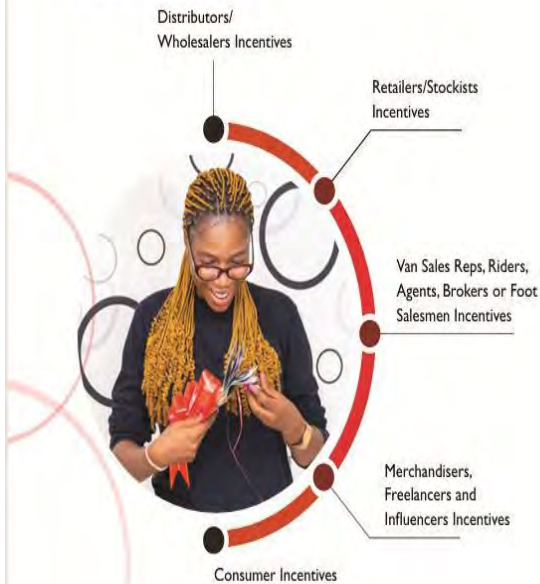 Distributors/
Wholesalers Incentives
Retailers/Stockists
Incentives
Van Sales Reps, Riders,
Agents, Brokers or Foot
Salesmen Incentives
Merchandisers,
Freelancers and
Influencers Incentives
Consumer Incentives